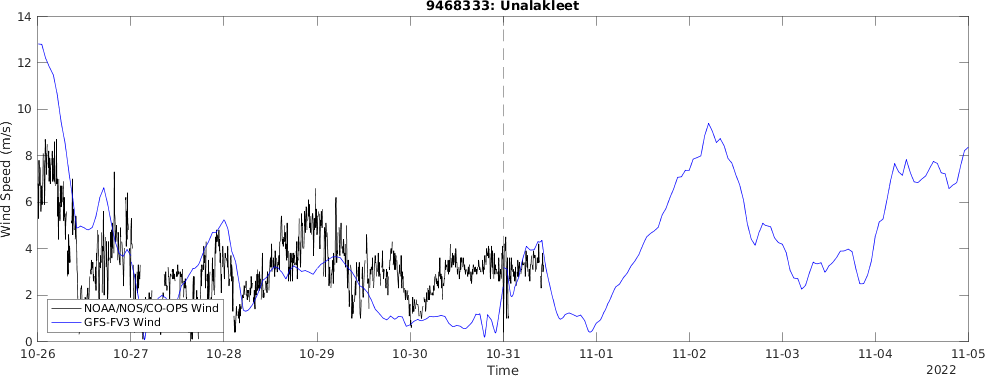 9468333: Unalakleet
Wind Speed (m/s)
14
12
10
8
6
4
2
0
NOAA/NOS/CO-OPS Wind
GFS-FV3 Wind
10-26 10-27 10-28 10-29 10-30 10-31 11-01 11-02 11-03 11-04 11-05
Time
2022